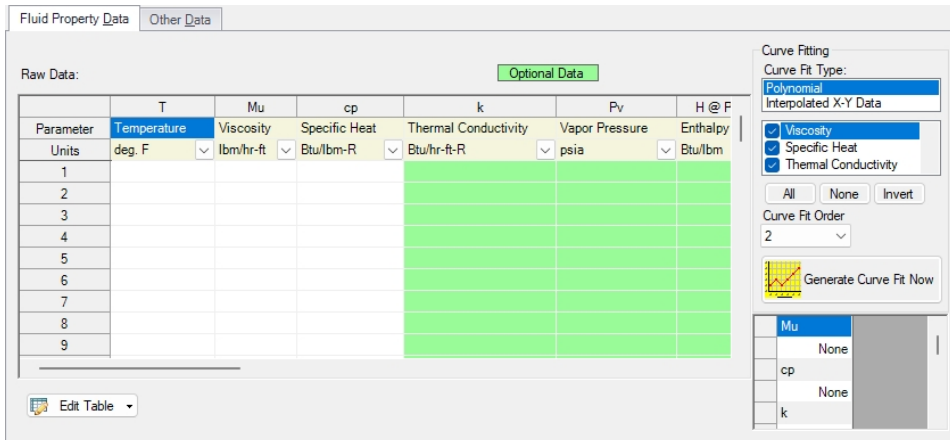 Fluid Property Data
Other Data
Raw Data:
Optional Data
T Mu cp k Pv H @ P
Parameter Temperature Viscosity Specific Heat Thermal Conductivity Vapor Pressure Enthalpy
Units deg. F lbm/hr-ft Btu/lbm-R Btu/hr-ft-R psia Btu/lbm
1
2
3
4
5
6
7
8
9
Edit Table
Curve Fitting
Curve Fit Type:
Polynomial
Interpolated X-Y Data
Viscosity
Specific Heat
Thermal Conductivity
All None Invert
Curve Fit Order
2
Generate Curve Fit Now
Mu
None
cp
None
k